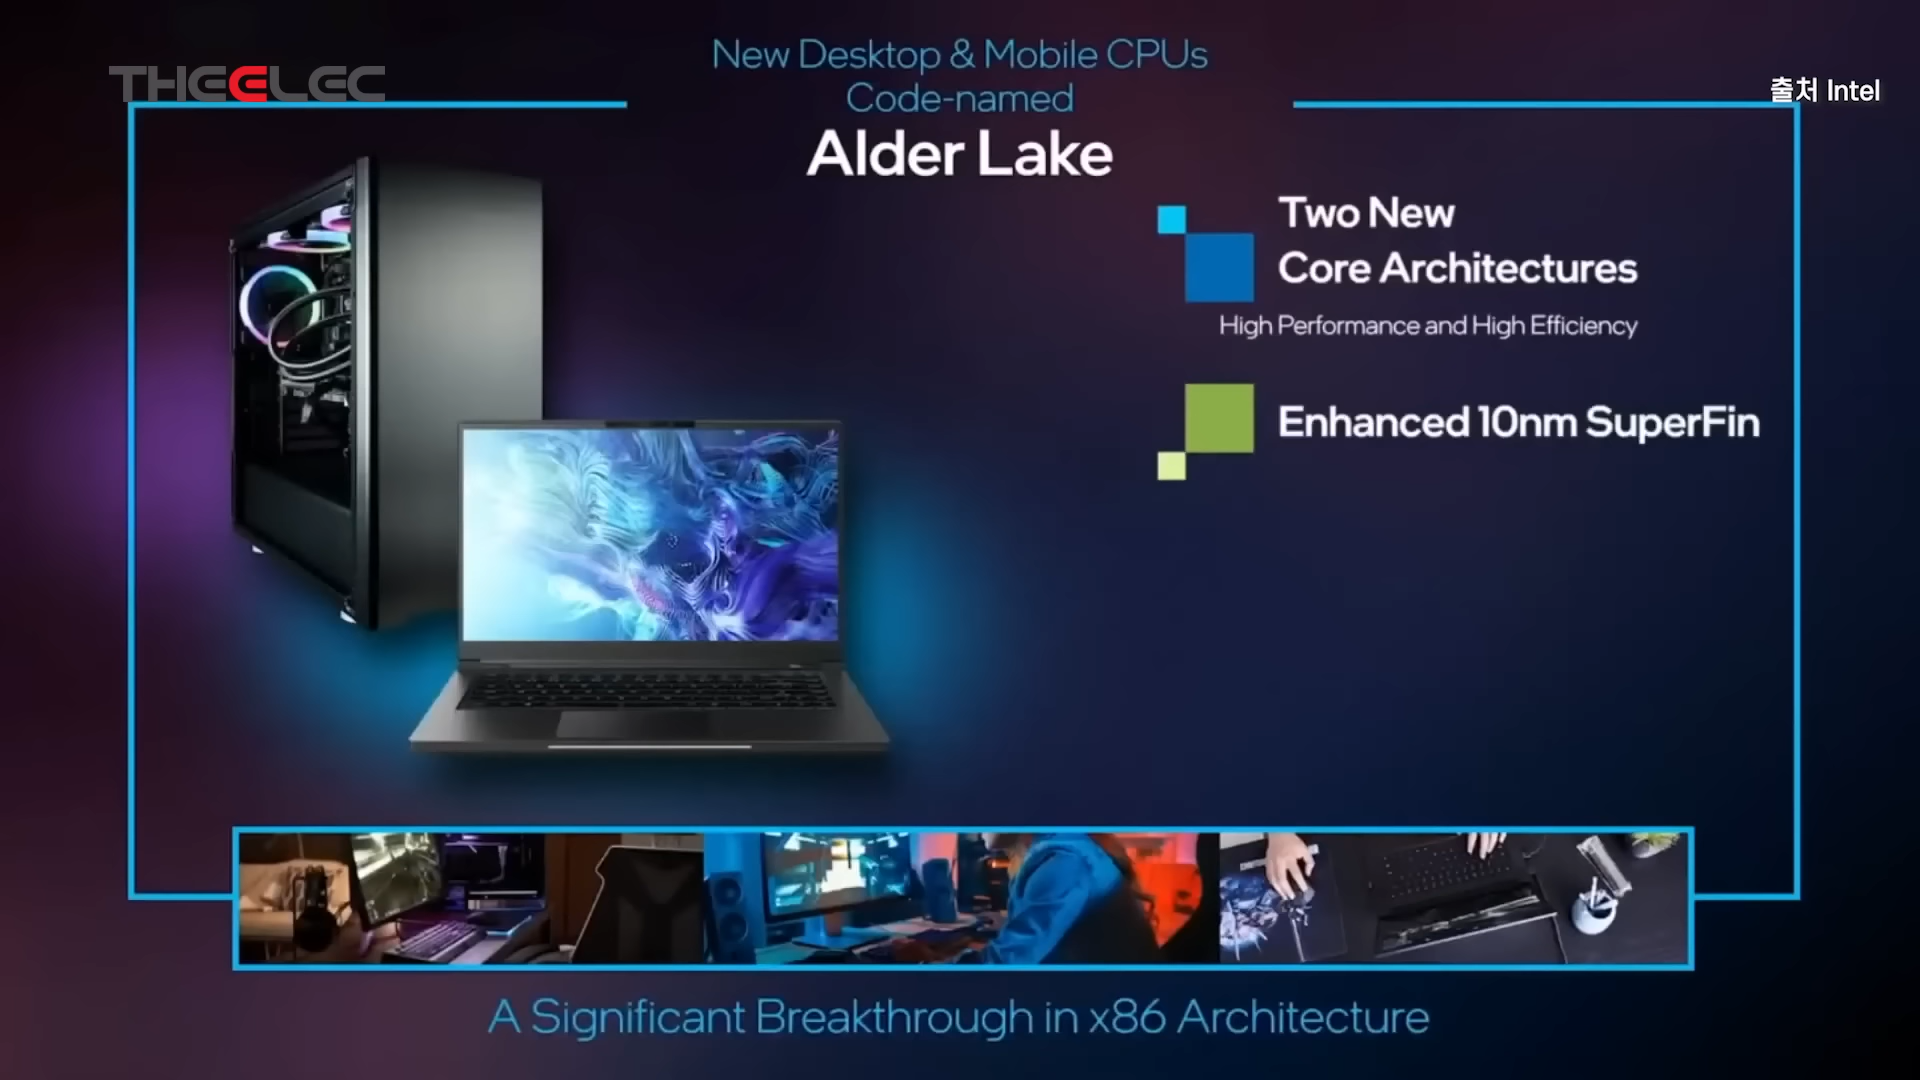 THEELEC
출처 Intel
New Desktop & Mobile CPUs
Code-named
Alder Lake
Two New
Core Architectures
High Performance and High Efficiency
Enhanced 10nm SuperFin
A Significant Breakthrough in x86 Architecture